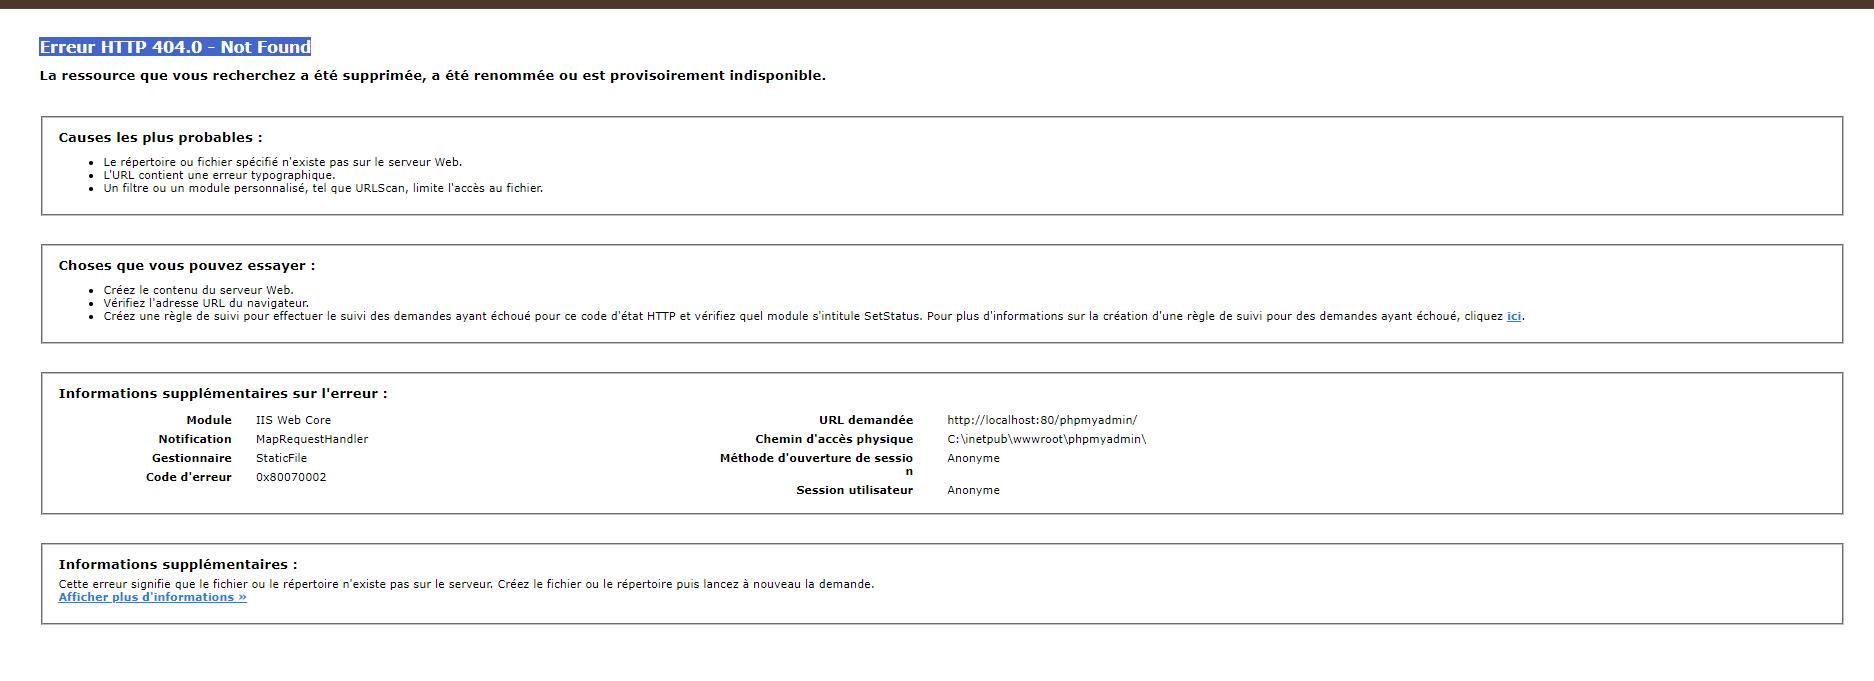 Erreur HTTP 404.0 - Not Found
La ressource que vous recherchez a été supprimée, a été renommée ou est provisoirement indisponible.
Causes les plus probables :
• Le répertoire ou fichier spécifié n'existe pas sur le serveur Web.
• L'URL contient une erreur typographique.
• Un filtre ou un module personnalisé, tel que URLScan, limite l'accès au fichier.
Choses que vous pouvez essayer :
• Créez le contenu du serveur Web.
• Vérifiez l'adresse URL du navigateur.
• Créez une règle de suivi pour effectuer le suivi des demandes ayant échoué pour ce code d'état HTTP et vérifiez quel module s'intitule SetStatus. Pour plus d'informations sur la création d'une règle de suivi pour des demandes ayant échoué, cliquez ici.
Informations supplémentaires sur l'erreur :
Module IIS Web Core
Notification MapRequestHandler
Gestionnaire StaticFile
Code d'erreur 0x80070002
URL demandée http://localhost:80/phpmyadmin/
Chemin d'accès physique C:\inetpub\wwwroot\phpmyadmin\
Méthode d'ouverture de sessio Anonyme
n
Session utilisateur Anonyme
Informations supplémentaires :
Cette erreur signifie que le fichier ou le répertoire n'existe pas sur le serveur. Créez le fichier ou le répertoire puis lancez à nouveau la demande.
Afficher plus d'informations »